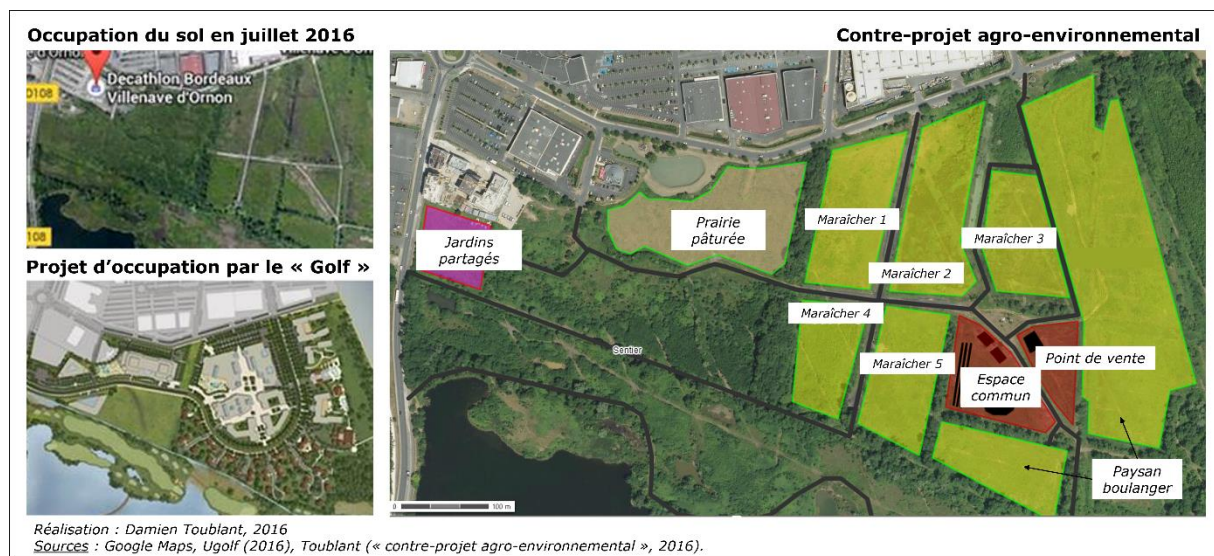 Occupation du sol en juillet 2016
Decathlon Bordeaux
Villenave d'Ornon
D108
108
Projet d'occupation par le « Golf »
Contre-projet agro-environnemental
Jardins
partagés
Prairie
pâturée
Maraîcher 1
Maraîcher 2
Maraîcher 3
Maraîcher 4
Maraîcher 5
Sentier
Espace
commun
Point de vente
Paysan
boulanger
100 m
Réalisation : Damien Toublant, 2016
Sources : Google Maps, Ugolf (2016), Toublant (« contre-projet agro-environnemental », 2016).